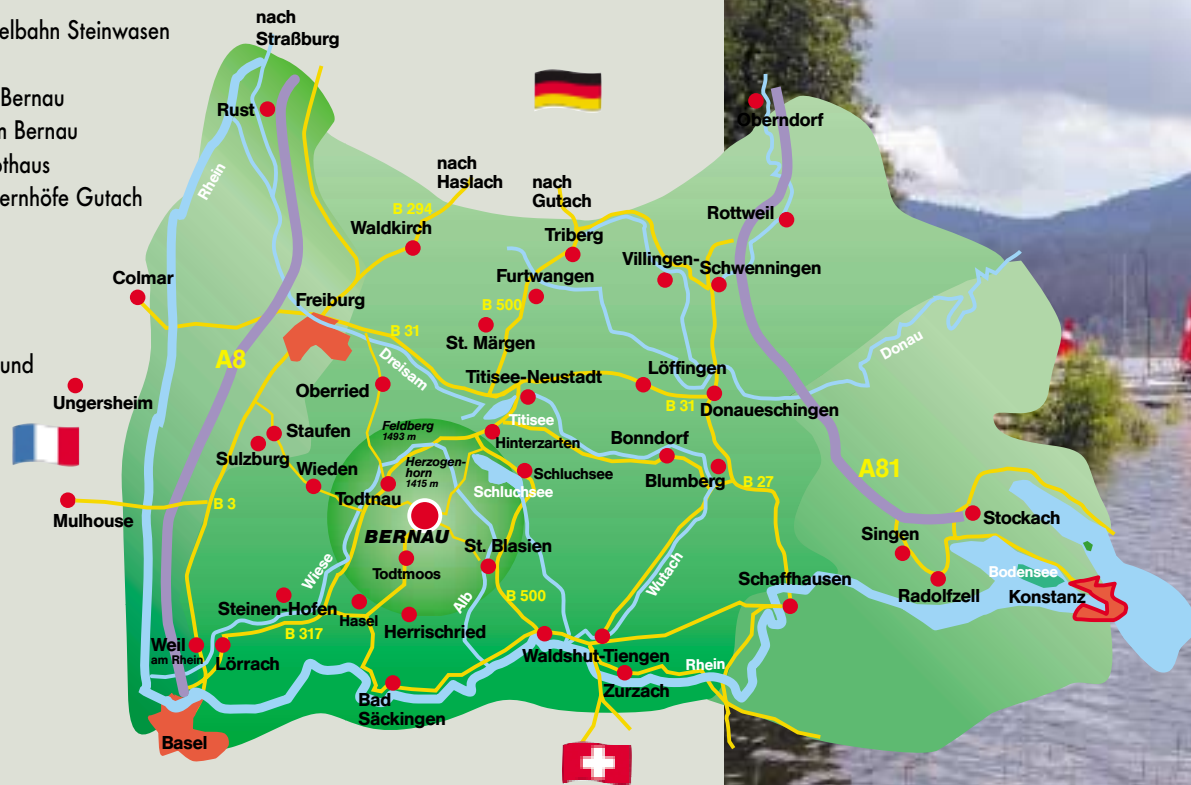 elbahn Steinwasen
Bernau
n Bernau
othaus
ernhöfe Gutach
und
nach
Straßburg
Rust
Rhein
nach
Haslach
B 294
Waldkirch
nach
Gutach
Triberg
Oberndorf
Rottweil
Villingen-
Schwenningen
Furtwangen
B 500
St. Märgen
Colmar
Freiburg
B 31
Dreisam
A8
Donau
Ungersheim
Oberried
Titisee-Neustadt
Löffingen
B 31
Donaueschingen
Titisee
Hinterzarten
Feldberg
1493 m
Staufen
Sulzburg
Wieden
Herzogen-
horn
1415 m
Todtnau
Bonndorf
Blumberg
B 27
A81
Schluchsee
Schluchsee
Mulhouse
B 3
BERNAU
St. Blasien
Todtmoos
Stockach
Singen
Radolfzell
Bodensee
Konstanz
Wiese
Alb
B 500
Wutach
Schaffhausen
Steinen-Hofen
Hasel
Herrischried
B 317
Weil
am Rhein
Lörrach
Waldshut-Tiengen
Rhein
Zurzach
Bad
Säckingen
Basel